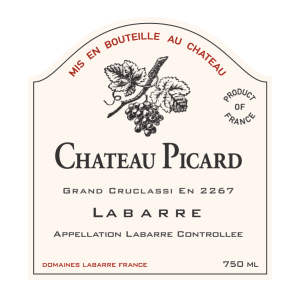 MIS EN BOUTEILLE AU CHATEAU
PRODUCT
OF
FRANCE
CHATEAU PICARD
GRAND CRUCLASSI EN 2267
LABARRE
APPELLATION LABARRE CONTROLLEE
DOMAINES LABARRE FRANCE
750 ML